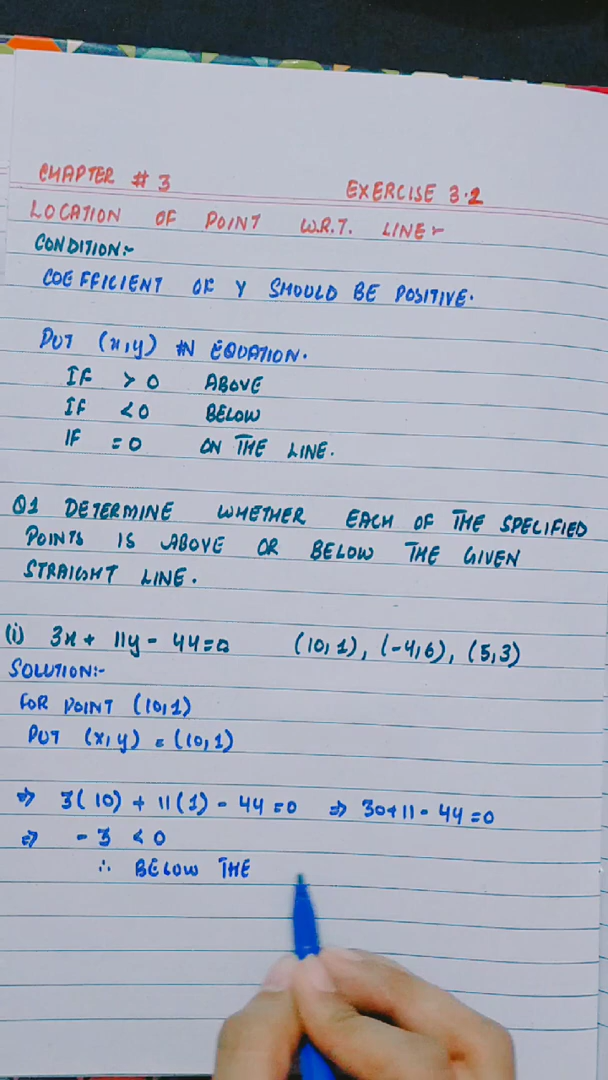 CHAPTER # 3 EXERCISE 3.2
LOCATION OF POINT W.R.T. LINE:-
CONDITION:-
COEFFICIENT OF Y SHOULD BE POSITIVE.
PUT (x,y) IN EQUATION.
IF > 0 ABOVE
IF < 0 BELOW
IF = 0 ON THE LINE.
Q1 DETERMINE WHETHER EACH OF THE SPECIFIED
POINTS IS ABOVE OR BELOW THE GIVEN
STRAIGHT LINE.
(i) 3x + 11y - 44 = 0 (10,1), (-4,6), (5,3)
SOLUTION:-
FOR POINT (10,1)
PUT (x,y) = (10,1)
⇒ 3(10) + 11(1) - 44 = 0 ⇒ 30+11-44=0
⇒ -3 < 0
∴ BELOW THE